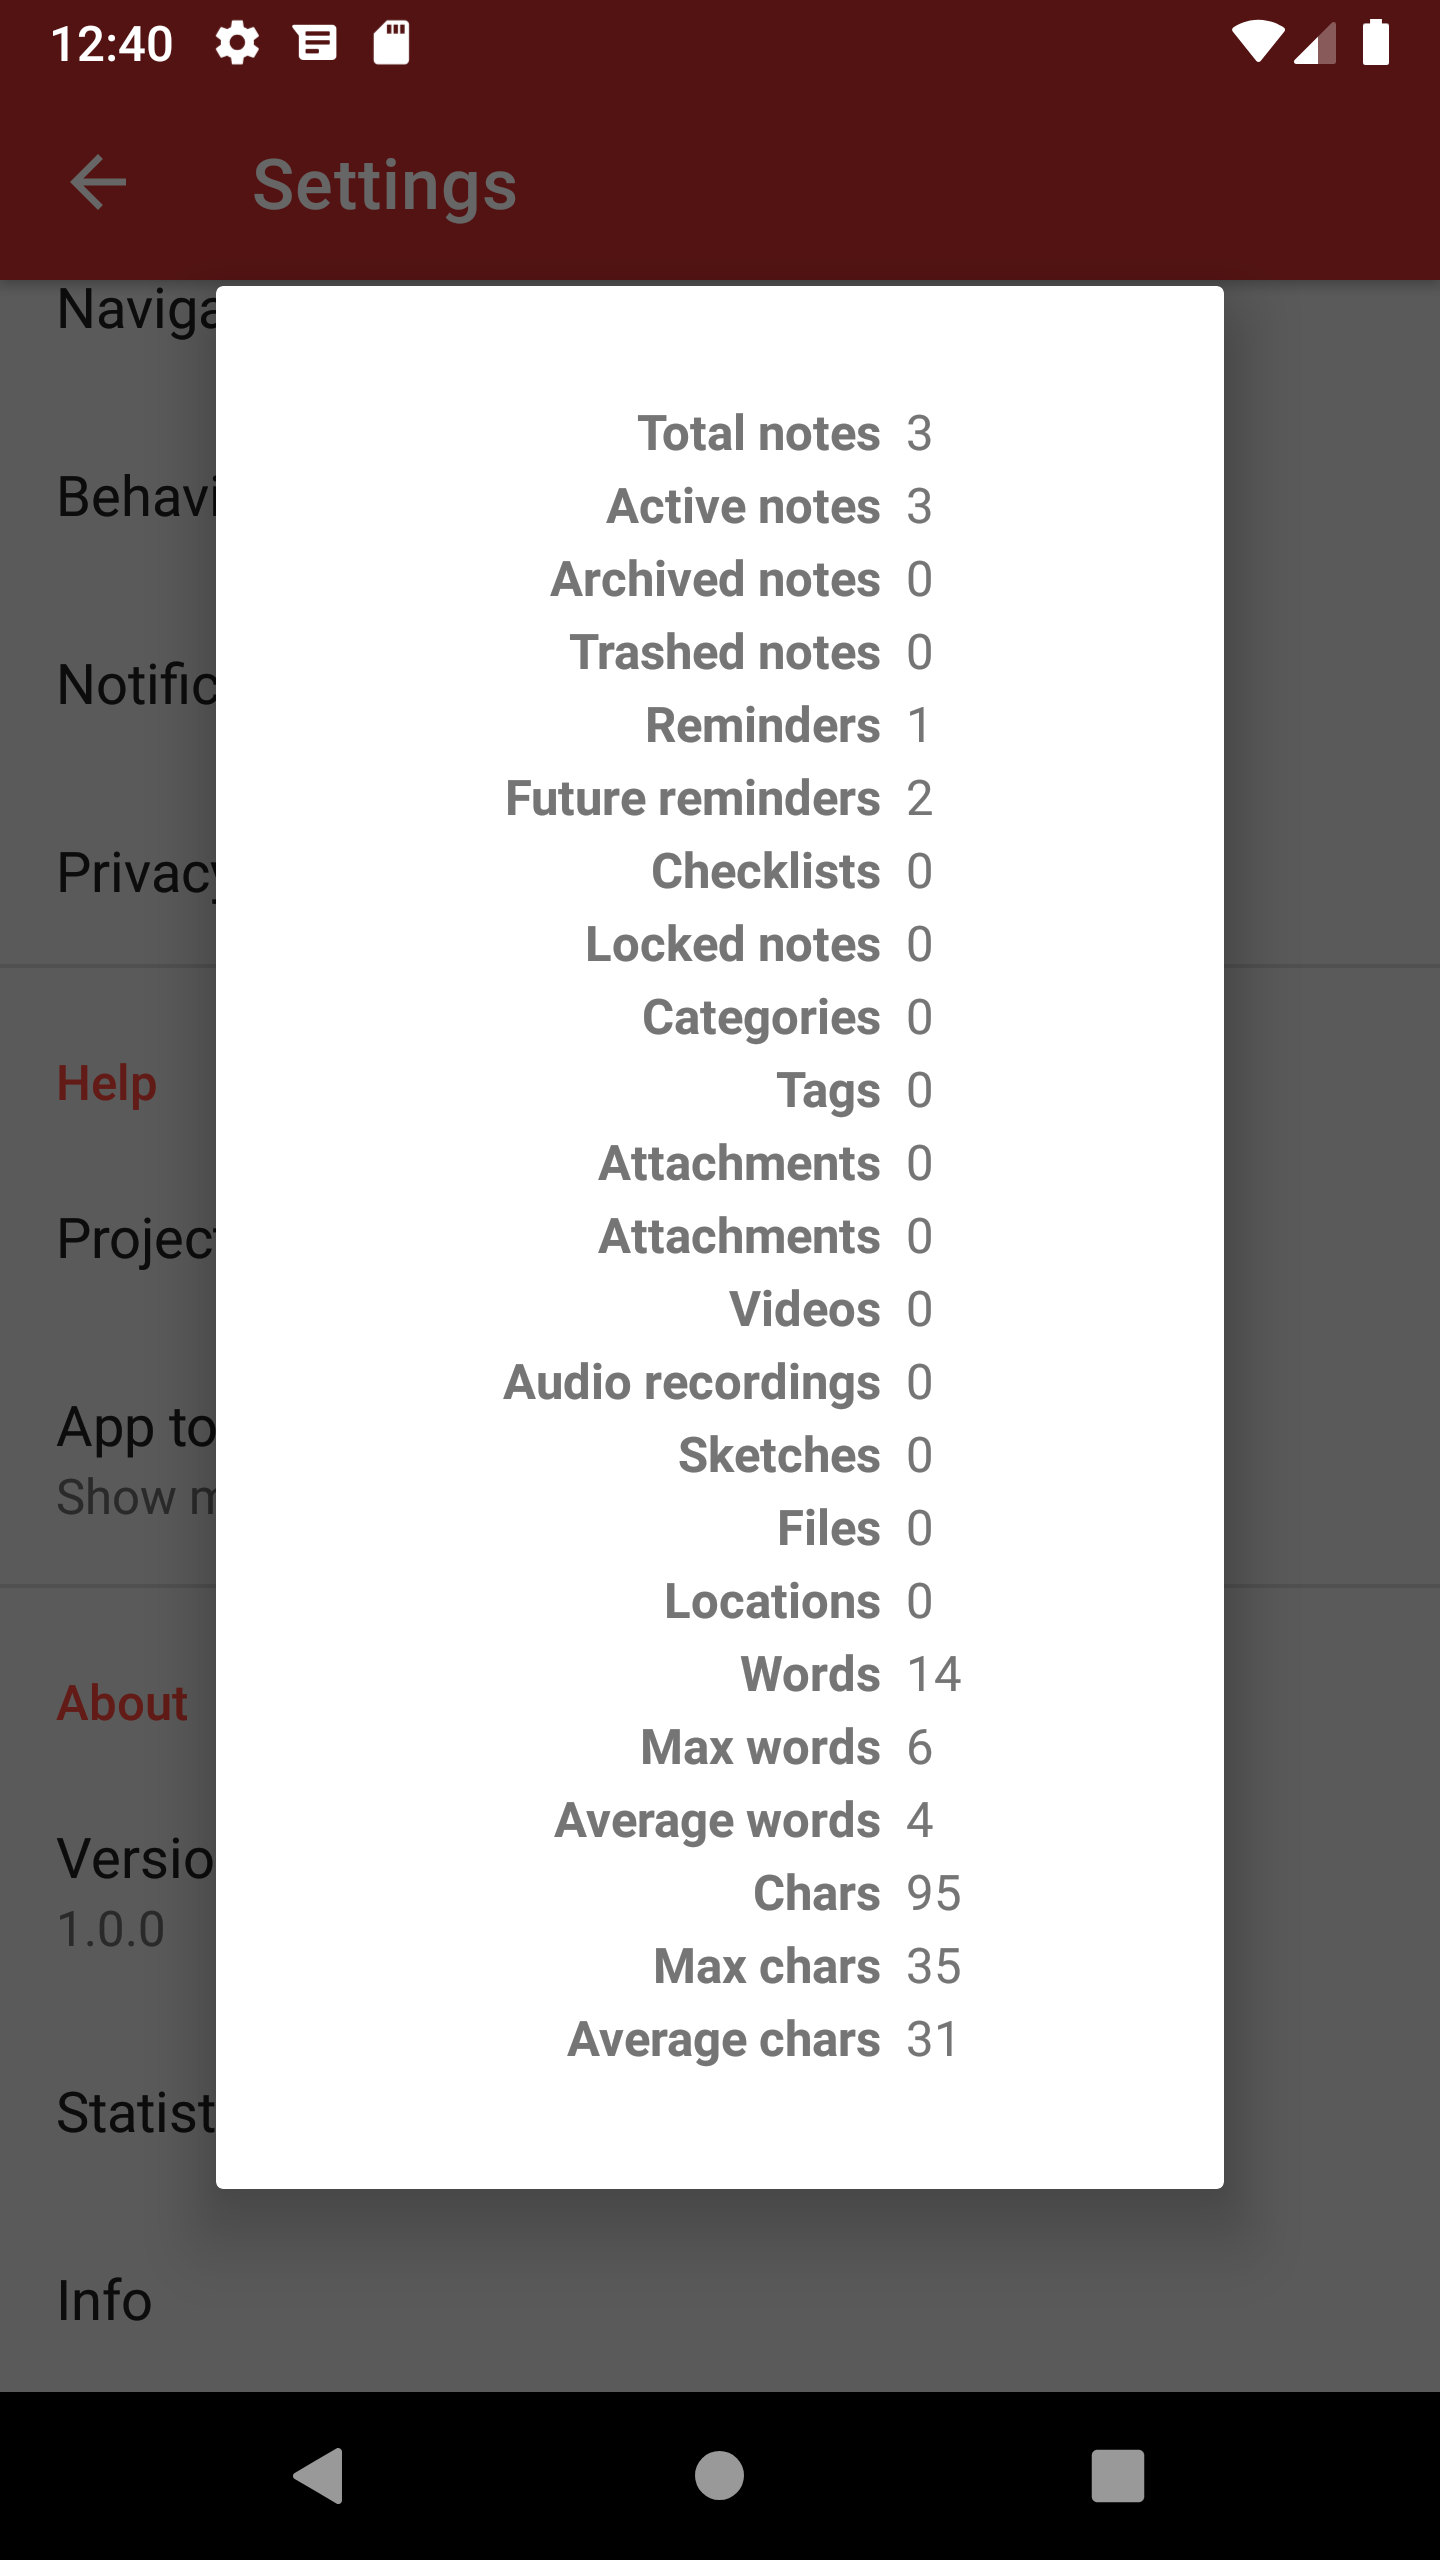 12:40
Settings
Naviga
Behavi
Notific
Privacy
Help
Project
App to
Show m
About
Versio
1.0.0
Statist
Info
Total notes 3
Active notes 3
Archived notes 0
Trashed notes 0
Reminders 1
Future reminders 2
Checklists 0
Locked notes 0
Categories 0
Tags 0
Attachments 0
Attachments 0
Videos 0
Audio recordings 0
Sketches 0
Files 0
Locations 0
Words 14
Max words 6
Average words 4
Chars 95
Max chars 35
Average chars 31